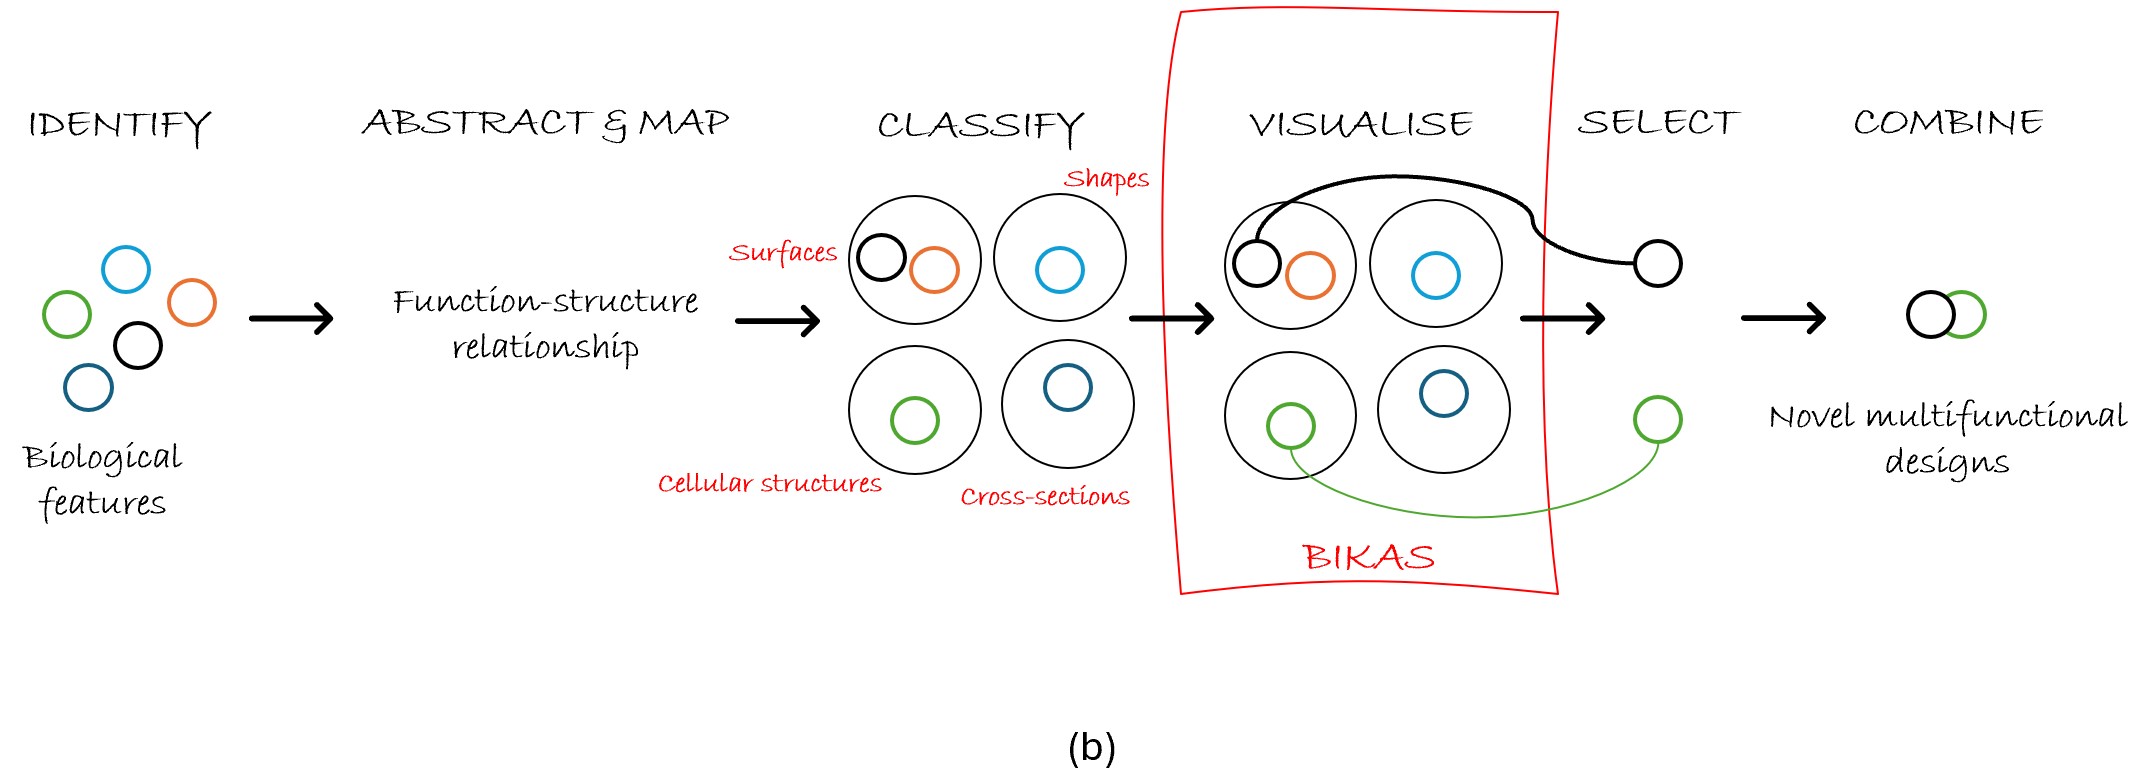 IDENTIFY
ABSTRACT & MAP
CLASSIFY
VISUALISE
SELECT
COMBINE
Shapes
Surfaces
Function-structure
relationship
Biological
features
Cellular structures
Cross-sections
Novel multifunctional
designs
BIKAS
(b)